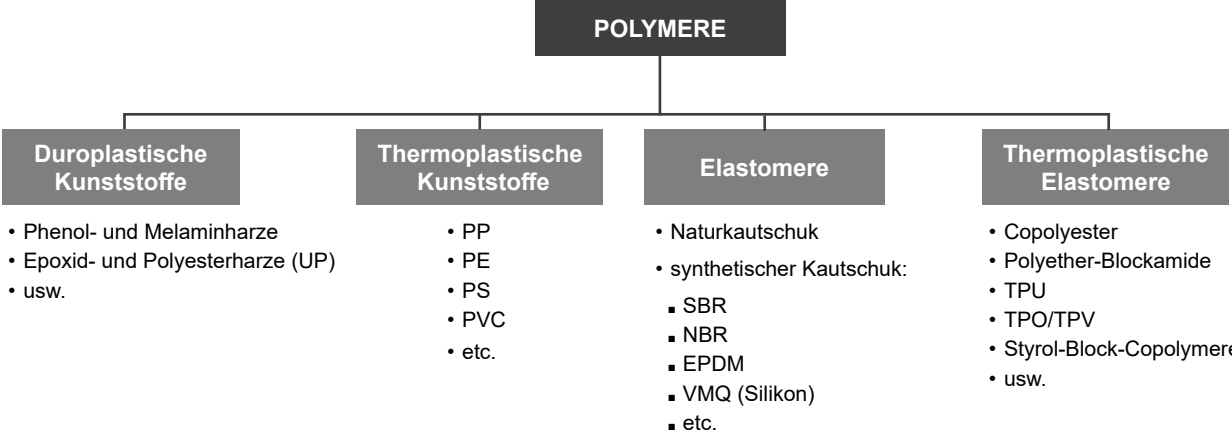 POLYMERE
Duroplastische
Kunststoffe
• Phenol- und Melaminharze
• Epoxid- und Polyesterharze (UP)
• usw.
Thermoplastische
Kunststoffe
• PP
• PE
• PS
• PVC
• etc.
Elastomere
• Naturkautschuk
• synthetischer Kautschuk:
■ SBR
■ NBR
■ EPDM
■ VMQ (Silikon)
■ etc.
Thermoplastische
Elastomere
• Copolyester
• Polyether-Blockamide
• TPU
• TPO/TPV
• Styrol-Block-Copolymere
• usw.